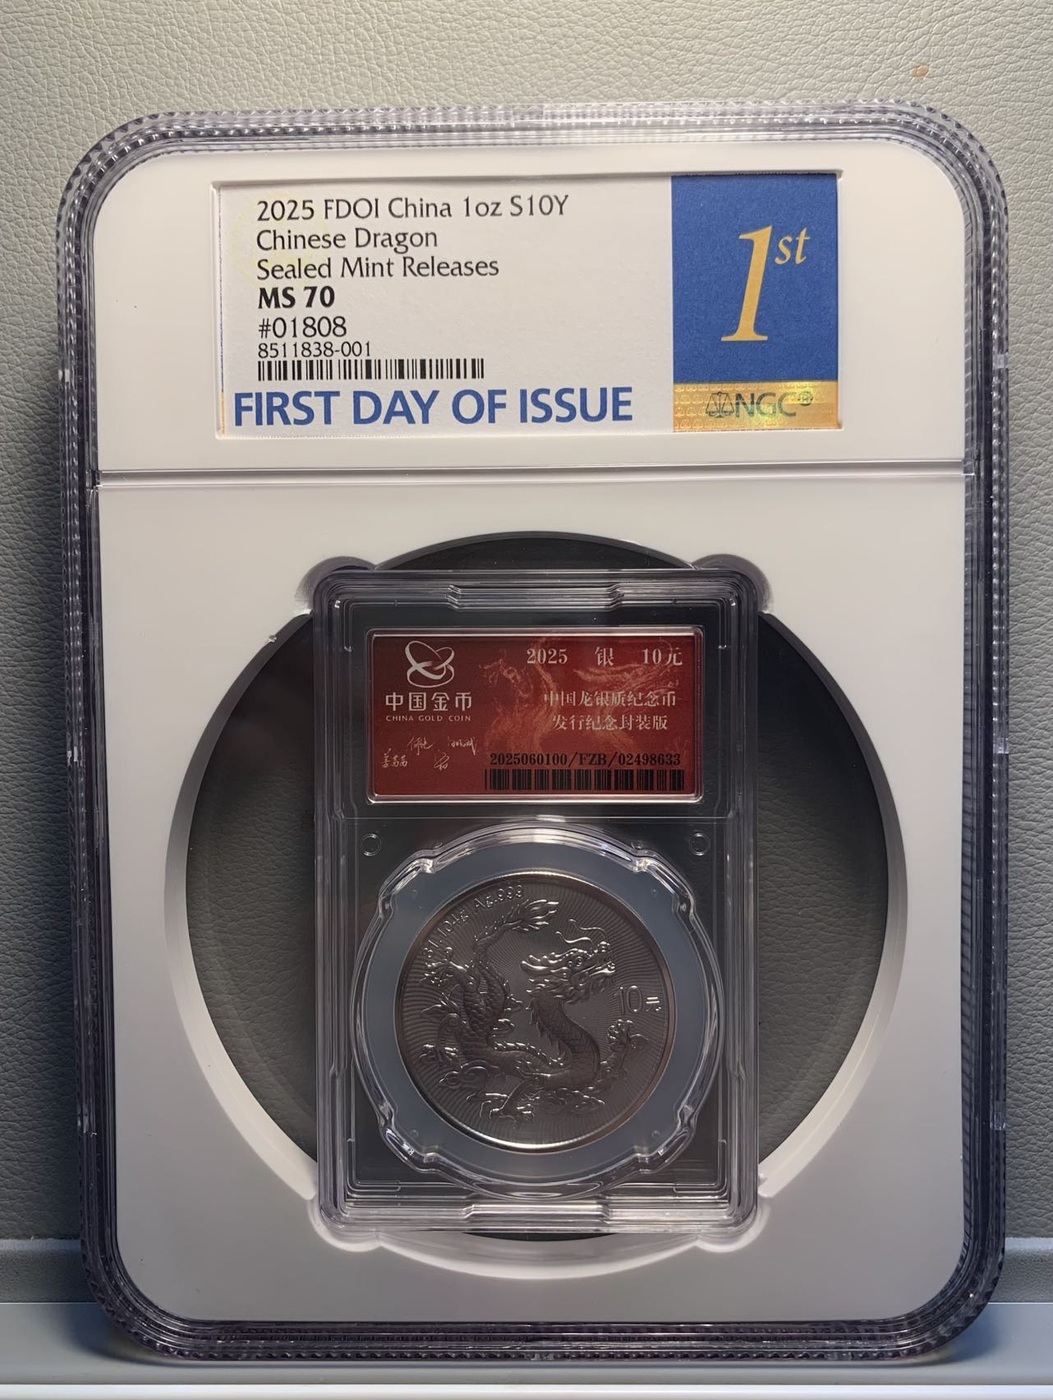 2025 FDOI China 1oz S10Y
Chinese Dragon
Sealed Mint Releases
MS 70
#01808
8511838-001
FIRST DAY OF ISSUE
1st
NGC®
中国金币
CHINA GOLD COIN
2025 银 10元
中国龙银质纪念币
发行纪念封装版
2025060100/FZB/02498633
Ag.999
10元